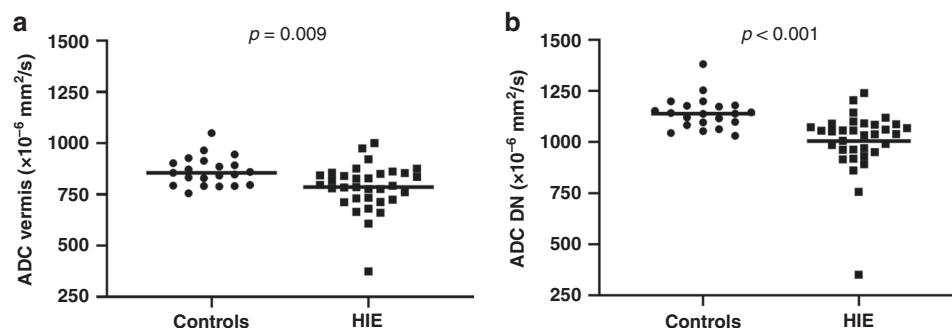 a
p = 0.009
ADC vermis (×10⁻⁶ mm²/s)
1500
1250
1000
750
500
250
Controls HIE
b
p < 0.001
ADC DN (×10⁻⁶ mm²/s)
1500
1250
1000
750
500
250
Controls HIE